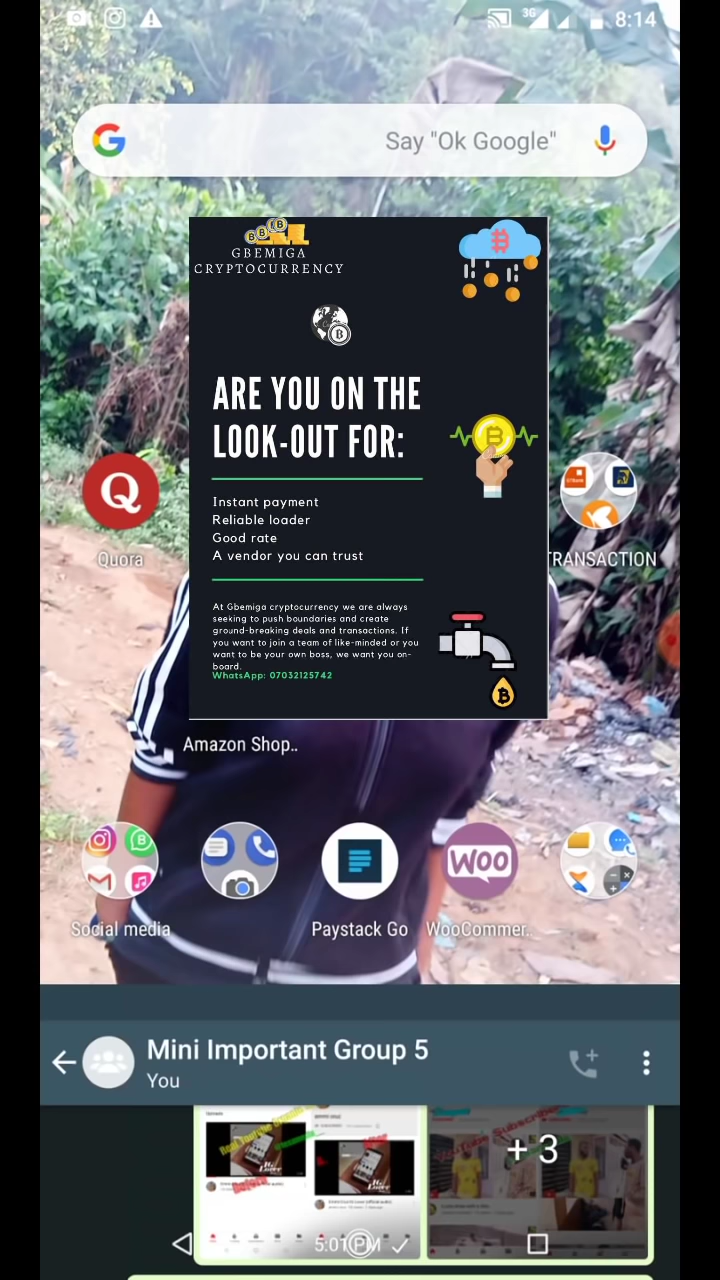 3G
8:14
G
Say "Ok Google"
GBEMIGA
CRYPTOCURRENCY
ARE YOU ON THE
LOOK-OUT FOR:
Instant payment
Reliable loader
Good rate
A vendor you can trust
At Gbemiga cryptocurrency we are always
seeking to push boundaries and create
ground-breaking deals and transactions. If
you want to join a team of like-minded or you
want to be your own boss, we want you on-
board.
WhatsApp: 07032125742
Q
Quora
TRANSACTION
Amazon Shop..
WOO
Social media
Paystack Go
WooCommer..
Mini Important Group 5
You
Before
After
+ 3
5:01 PM